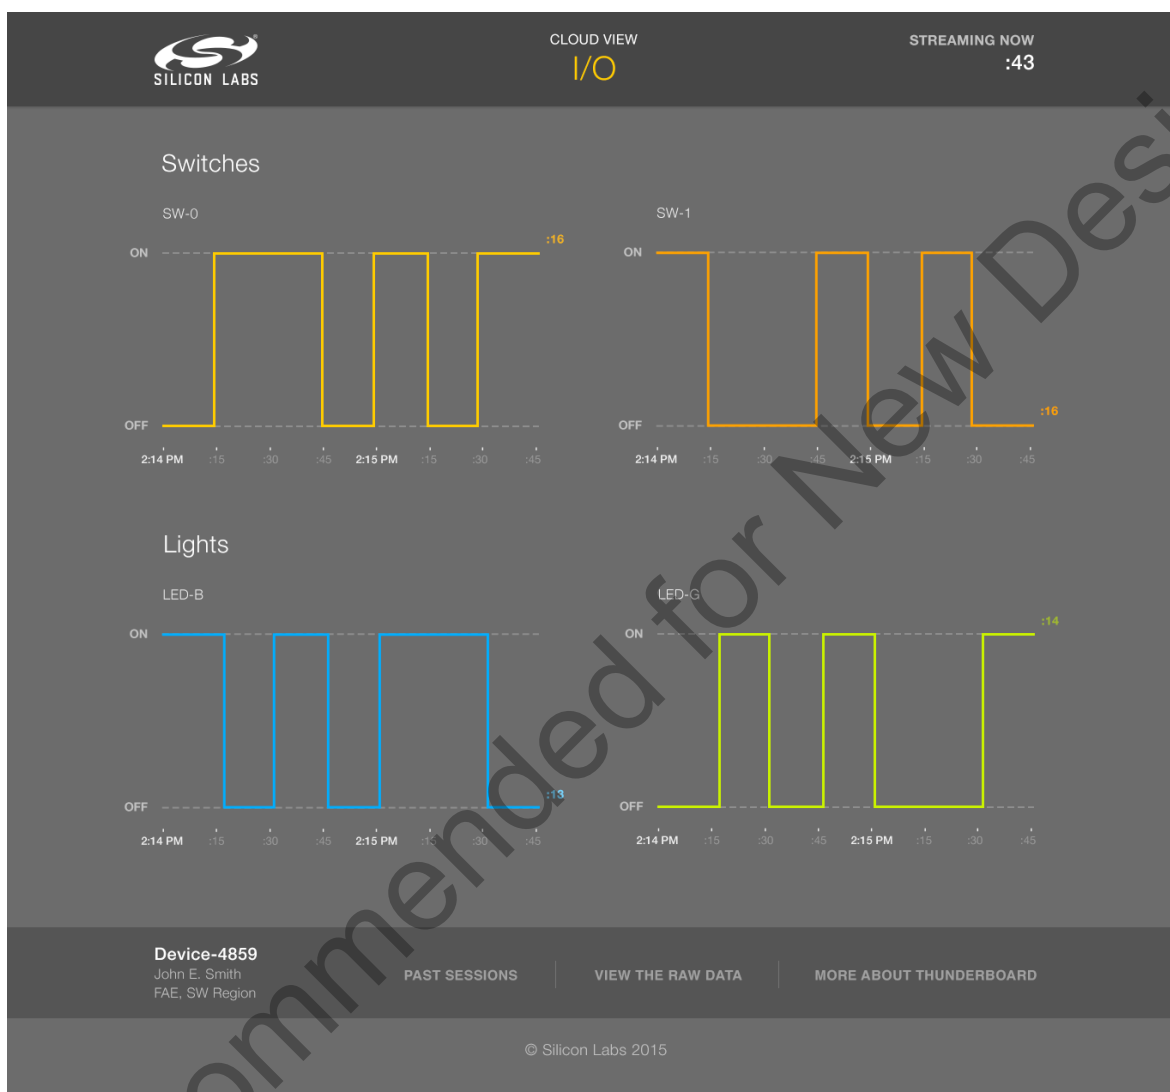 SILICON LABS
CLOUD VIEW
I/O
STREAMING NOW
:43
Switches
SW-0
ON
:16
OFF
2:14 PM :15 :30 :45 2:15 PM :15 :30 :45
SW-1
ON
OFF
:16
2:14 PM :15 :30 :45 2:15 PM :15 :30 :45
Lights
LED-B
ON
OFF
:13
2:14 PM :15 :30 :45 2:15 PM :15 :30 :45
LED-G
ON
:14
OFF
2:14 PM :15 :30 :45 2:15 PM :15 :30 :45
Device-4859
John E. Smith
FAE, SW Region
PAST SESSIONS
VIEW THE RAW DATA
MORE ABOUT THUNDERBOARD
© Silicon Labs 2015
ommended for New Desi